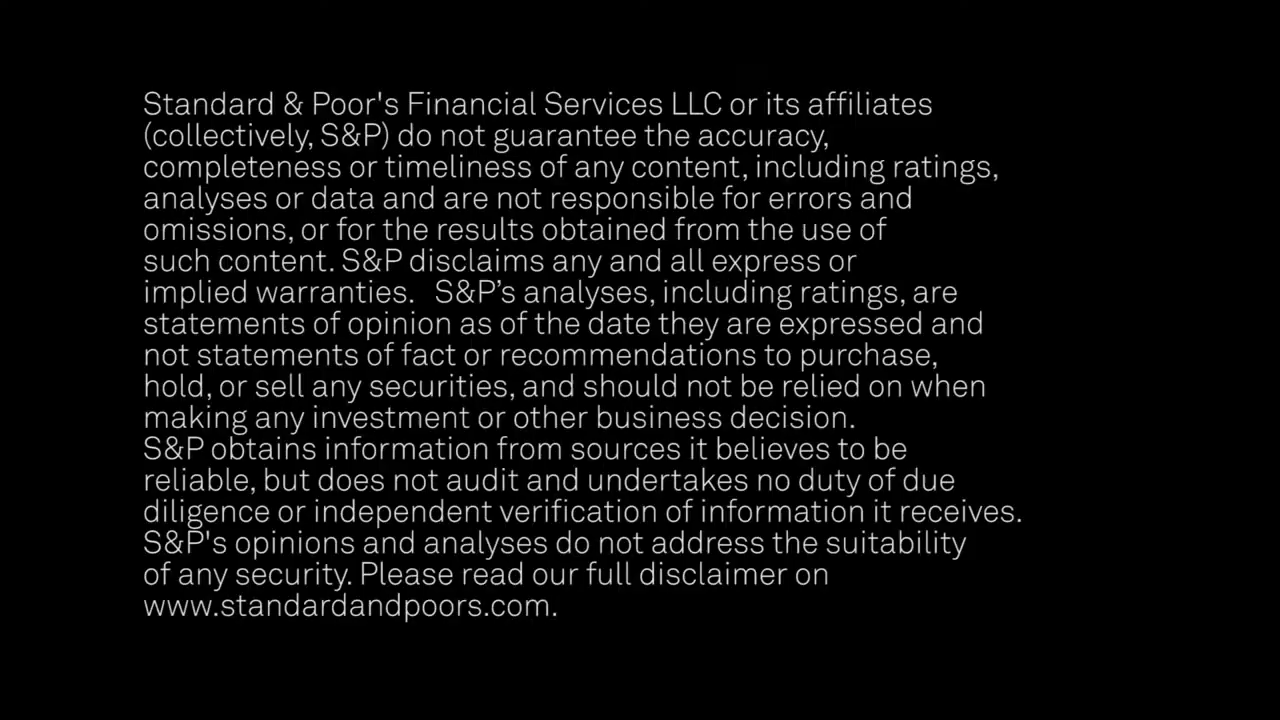 Standard & Poor's Financial Services LLC or its affiliates
(collectively, S&P) do not guarantee the accuracy,
completeness or timeliness of any content, including ratings,
analyses or data and are not responsible for errors and
omissions, or for the results obtained from the use of
such content. S&P disclaims any and all express or
implied warranties.   S&P’s analyses, including ratings, are
statements of opinion as of the date they are expressed and
not statements of fact or recommendations to purchase,
hold, or sell any securities, and should not be relied on when
making any investment or other business decision.
S&P obtains information from sources it believes to be
reliable, but does not audit and undertakes no duty of due
diligence or independent verification of information it receives.
S&P's opinions and analyses do not address the suitability
of any security. Please read our full disclaimer on
www.standardandpoors.com.